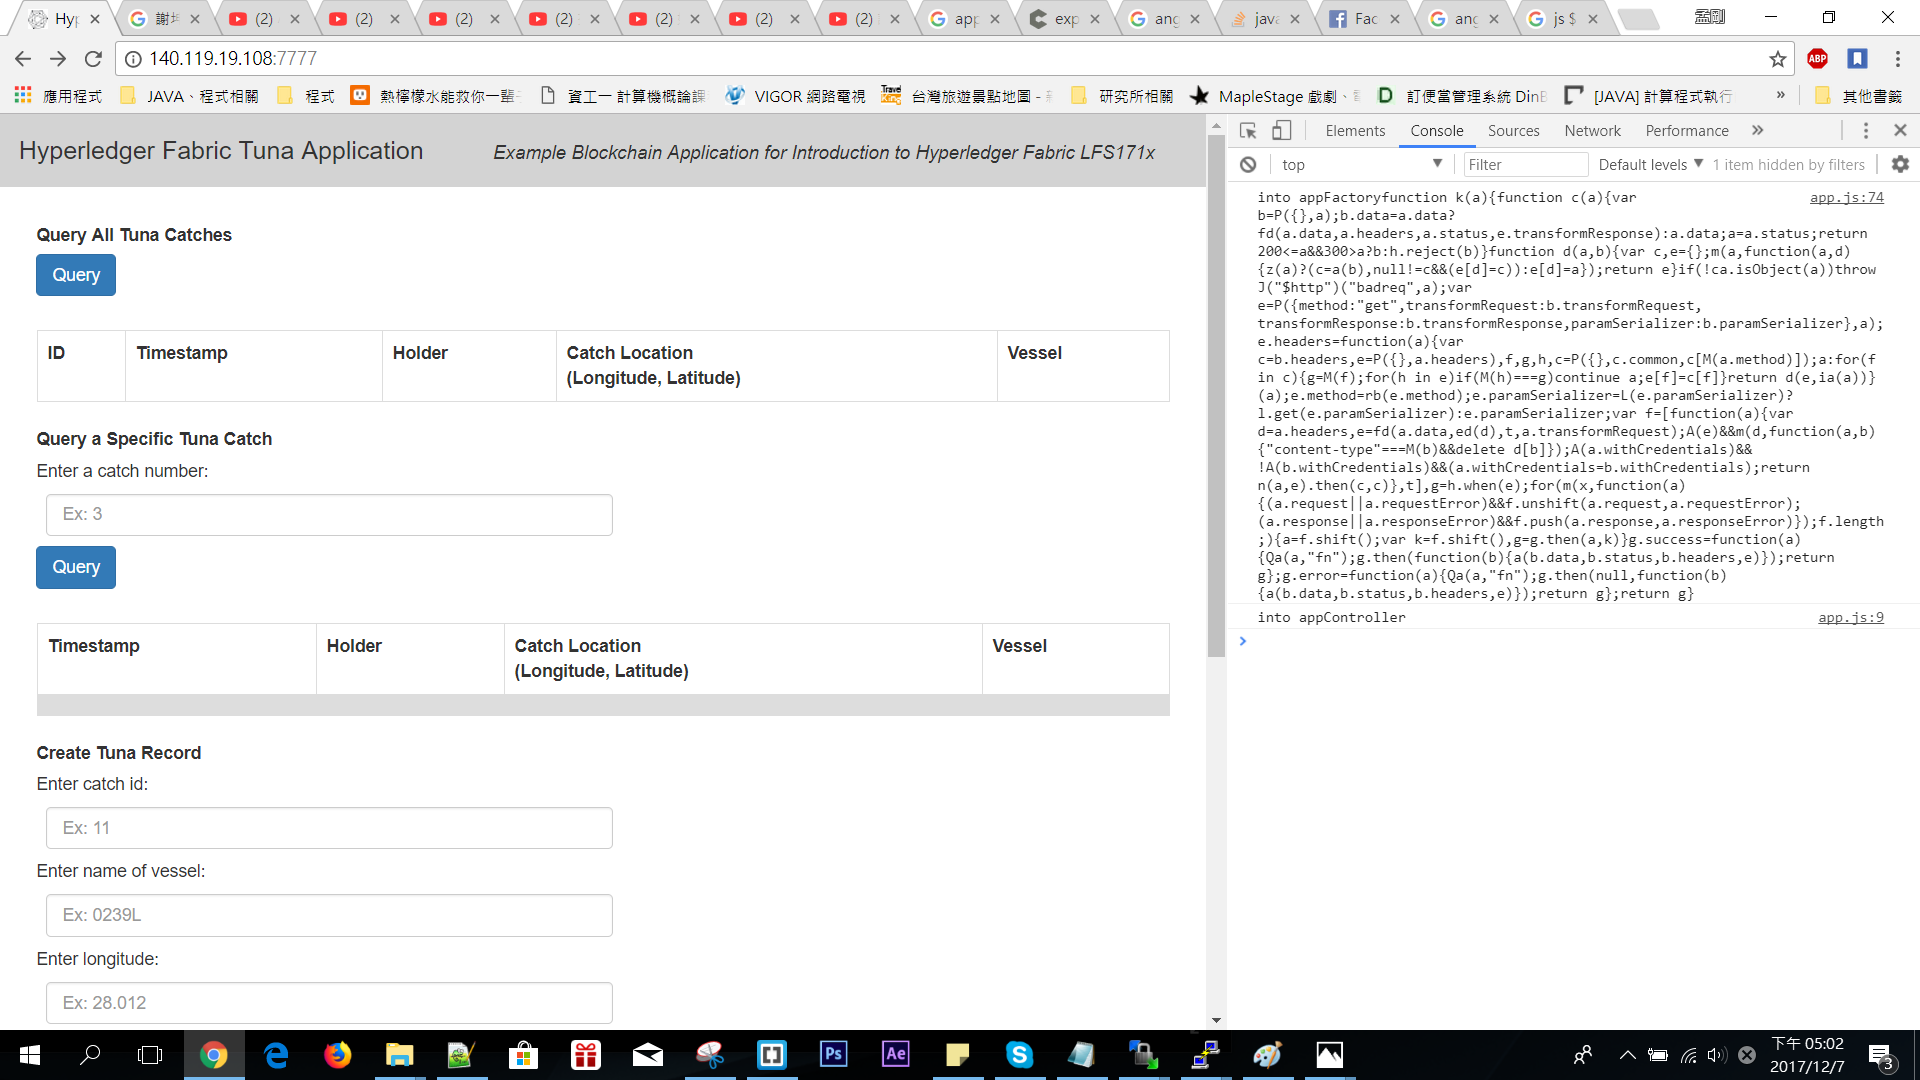 Hyp
謝坤
(2)
(2)
(2)
(2)
(2)
(2)
(2)
app
exp
ang
java
Fac
ang
js $
孟剛
140.119.19.108:7777
應用程式
JAVA、程式相關
程式
熱檸檬水能救你一輩子
資工一 計算機概論課
VIGOR 網路電視
台灣旅遊景點地圖 -
研究所相關
MapleStage 戲劇、
訂便當管理系統 DinB
[JAVA] 計算程式執行
»
其他書籤
Hyperledger Fabric Tuna Application
Example Blockchain Application for Introduction to Hyperledger Fabric LFS171x
Query All Tuna Catches
Query
ID Timestamp Holder Catch Location Vessel
(Longitude, Latitude)
Query a Specific Tuna Catch
Enter a catch number:
Ex: 3
Query
Timestamp Holder Catch Location Vessel
(Longitude, Latitude)
Create Tuna Record
Enter catch id:
Ex: 11
Enter name of vessel:
Ex: 0239L
Enter longitude:
Ex: 28.012
Elements Console Sources Network Performance »
top Filter Default levels 1 item hidden by filters
into appFactoryfunction k(a){function c(a){var app.js:74
b=P({},a);b.data=a.data?
fd(a.data,a.headers,a.status,e.transformResponse):a.data;a=a.status;return
200<=a&&300>a?b:h.reject(b)}function d(a,b){var c,e={};m(a,function(a,d)
{z(a)?(c=a(b),null!=c&&(e[d]=c)):e[d]=a});return e}if(!ca.isObject(a))throw
J("$http")("badreq",a);var
e=P({method:"get",transformRequest:b.transformRequest,
transformResponse:b.transformResponse,paramSerializer:b.paramSerializer},a);
e.headers=function(a){var
c=b.headers,e=P({},a.headers),f,g,h,c=P({},c.common,c[M(a.method)]);a:for(f
in c){g=M(f);for(h in e)if(M(h)===g)continue a;e[f]=c[f]}return d(e,ia(a))}
(a);e.method=rb(e.method);e.paramSerializer=L(e.paramSerializer)?
l.get(e.paramSerializer):e.paramSerializer;var f=[function(a){var
d=a.headers,e=fd(a.data,ed(d),t,a.transformRequest);A(e)&&m(d,function(a,b)
{"content-type"===M(b)&&delete d[b]});A(a.withCredentials)&&
!A(b.withCredentials)&&(a.withCredentials=b.withCredentials);return
n(a,e).then(c,c)},t],g=h.when(e);for(m(x,function(a)
{(a.request||a.requestError)&&f.unshift(a.request,a.requestError);
(a.response||a.responseError)&&f.push(a.response,a.responseError)});f.length
;){a=f.shift();var k=f.shift(),g=g.then(a,k)}g.success=function(a)
{Qa(a,"fn");g.then(function(b){a(b.data,b.status,b.headers,e)});return
g};g.error=function(a){Qa(a,"fn");g.then(null,function(b)
{a(b.data,b.status,b.headers,e)});return g};return g}
into appController app.js:9
下午 05:02
2017/12/7
3